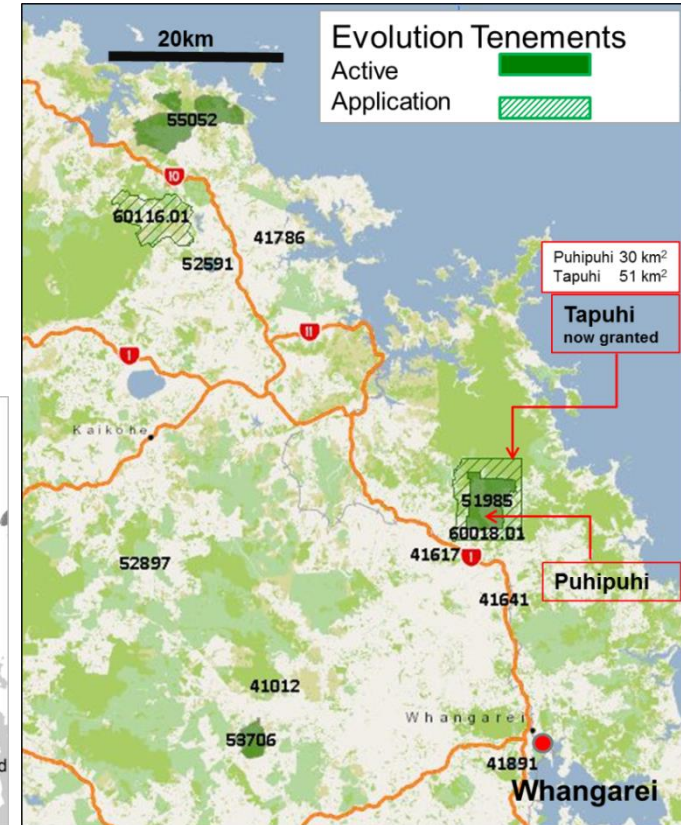 20km
Evolution Tenements
Active
Application
55052
10
60116.01
41786
52591
Puhipuhi 30 km²
Tapuhi 51 km²
Tapuhi
now granted
11
1
Kaikohe
51985
60018.01
52897
41617
1
Puhipuhi
41641
41012
Whangarei
53706
41891
Whangarei
d